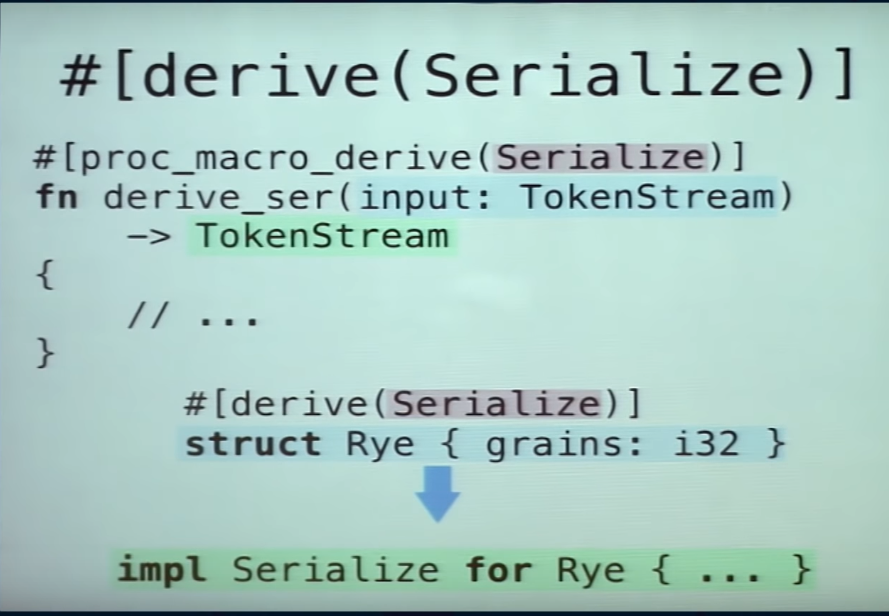 #[derive(Serialize)]
#[proc_macro_derive(Serialize)]
fn derive_ser(input: TokenStream)
-> TokenStream
{
// ...
}
#[derive(Serialize)]
struct Rye { grains: i32 }
impl Serialize for Rye { ... }